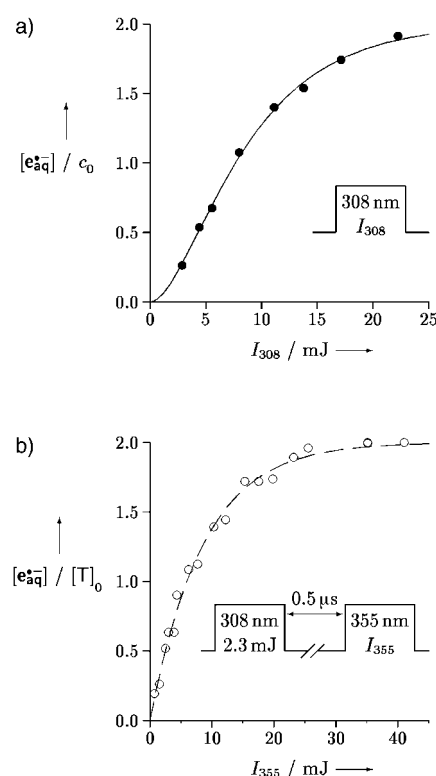 a)
2.0
1.5
[e•−aq] / c0
1.0
308 nm
I308
0.5
0.0
0 5 10 15 20 25
I308 / mJ
b)
2.0
1.5
[e•−aq] / [T]0
1.0
0.5 μs
308 nm 355 nm
2.3 mJ I355
0.5
0.0
0 10 20 30 40
I355 / mJ